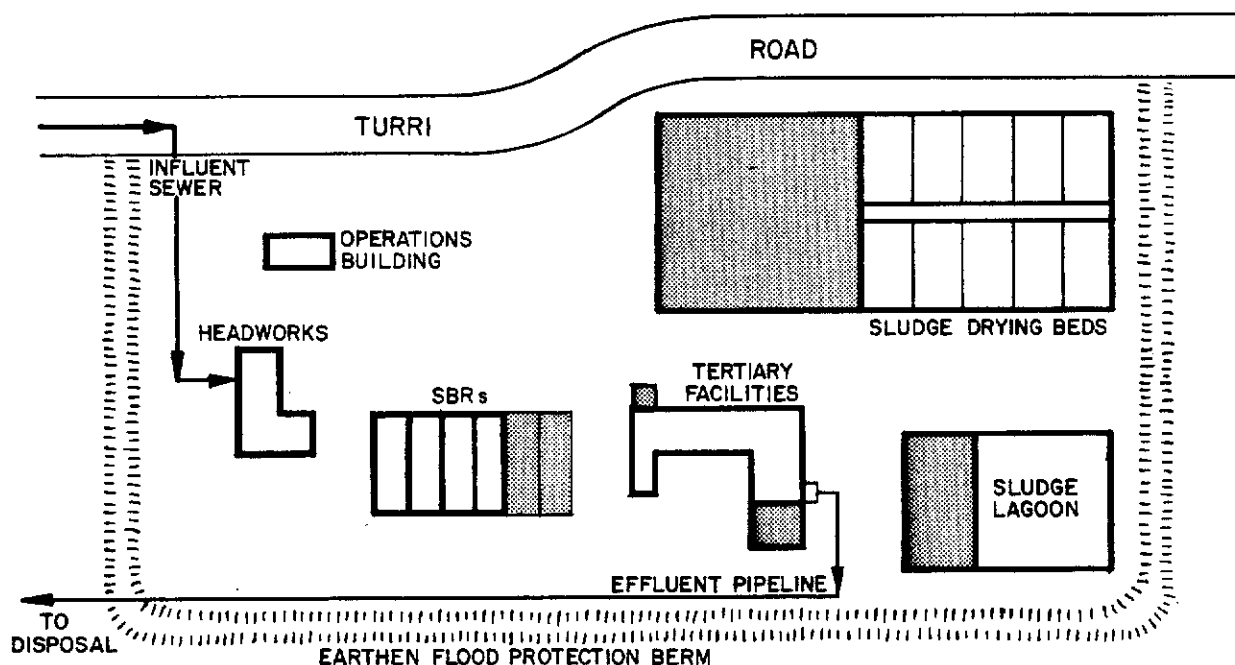 ROAD
TURRI
INFLUENT
SEWER
OPERATIONS
BUILDING
HEADWORKS
SLUDGE DRYING BEDS
TERTIARY
FACILITIES
SBRs
SLUDGE
LAGOON
EFFLUENT PIPELINE
TO
DISPOSAL
EARTHEN FLOOD PROTECTION BERM